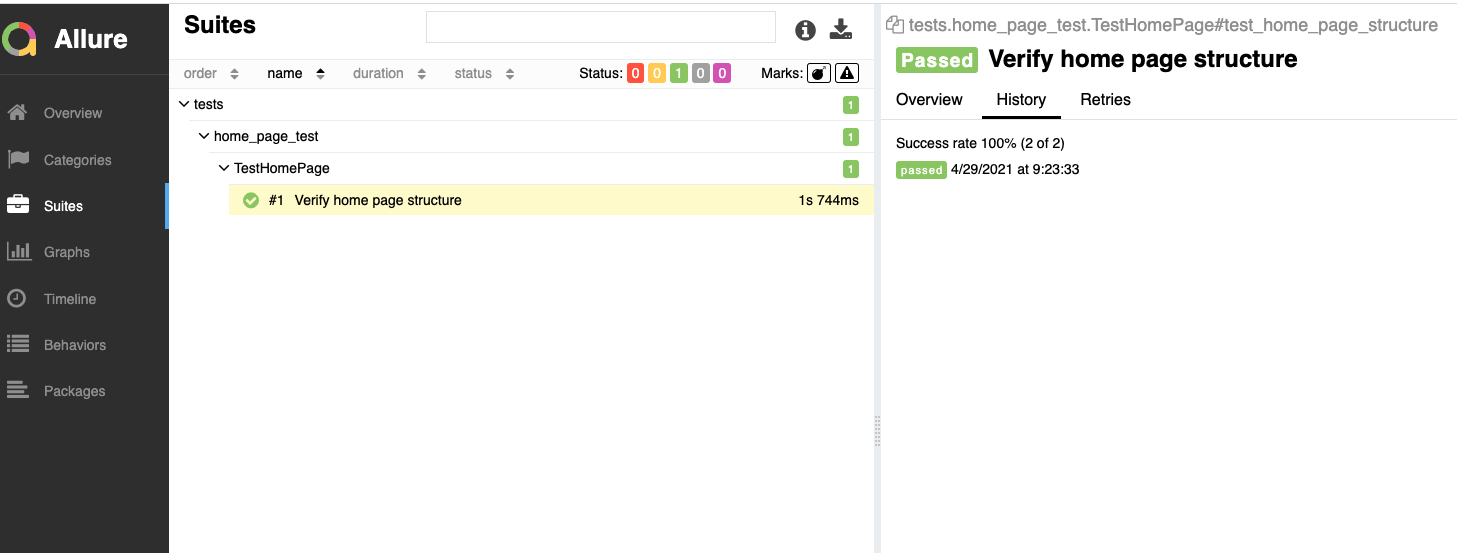 Allure
Overview
Categories
Suites
Graphs
Timeline
Behaviors
Packages
Suites
order name duration status Status: 0 0 1 0 0 Marks:
tests 1
home_page_test 1
TestHomePage 1
#1 Verify home page structure 1s 744ms
tests.home_page_test.TestHomePage#test_home_page_structure
Passed Verify home page structure
Overview History Retries
Success rate 100% (2 of 2)
passed 4/29/2021 at 9:23:33